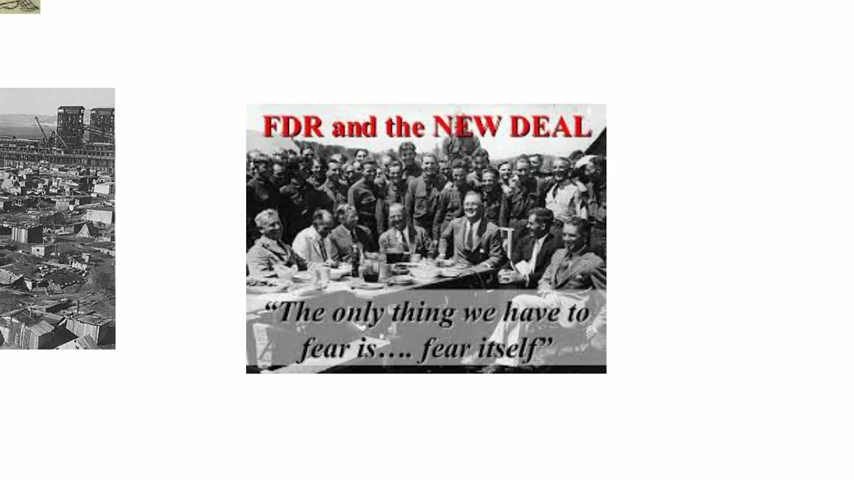 FDR and the NEW DEAL
“The only thing we have to
fear is.... fear itself”